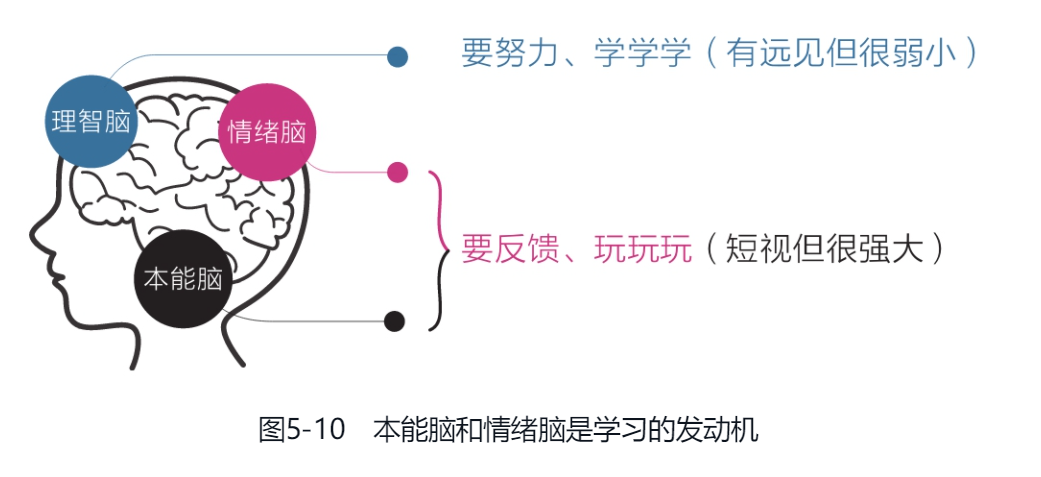 要努力、学学学（有远见但很弱小）
理智脑
情绪脑
要反馈、玩玩玩（短视但很强大）
本能脑
图5-10 本能脑和情绪脑是学习的发动机